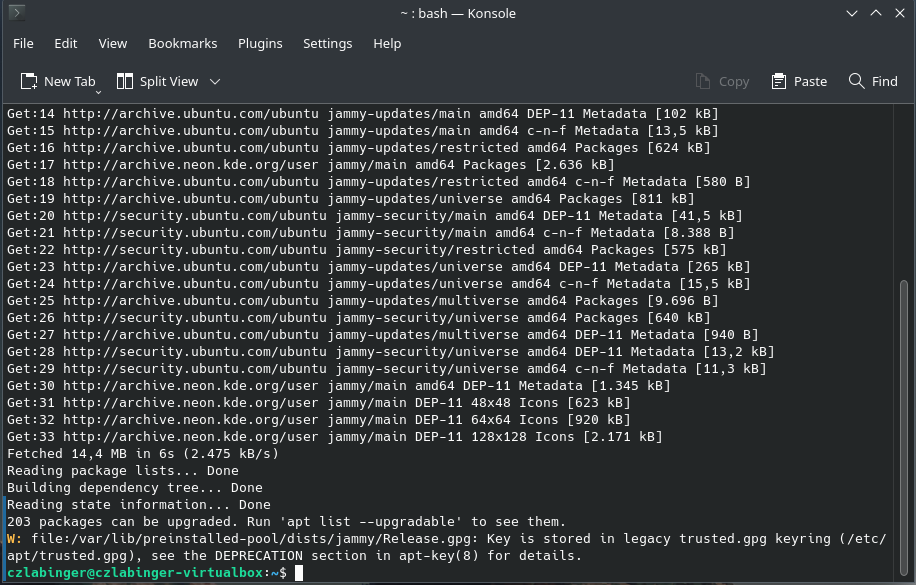 ~ : bash — Konsole
File Edit View Bookmarks Plugins Settings Help
New Tab Split View Copy Paste Find
Get:14 http://archive.ubuntu.com/ubuntu jammy-updates/main amd64 DEP-11 Metadata [102 kB]
Get:15 http://archive.ubuntu.com/ubuntu jammy-updates/main amd64 c-n-f Metadata [13,5 kB]
Get:16 http://archive.ubuntu.com/ubuntu jammy-updates/restricted amd64 Packages [624 kB]
Get:17 http://archive.neon.kde.org/user jammy/main amd64 Packages [2.636 kB]
Get:18 http://archive.ubuntu.com/ubuntu jammy-updates/restricted amd64 c-n-f Metadata [580 B]
Get:19 http://archive.ubuntu.com/ubuntu jammy-updates/universe amd64 Packages [811 kB]
Get:20 http://security.ubuntu.com/ubuntu jammy-security/main amd64 DEP-11 Metadata [41,5 kB]
Get:21 http://security.ubuntu.com/ubuntu jammy-security/main amd64 c-n-f Metadata [8.388 B]
Get:22 http://security.ubuntu.com/ubuntu jammy-security/restricted amd64 Packages [575 kB]
Get:23 http://archive.ubuntu.com/ubuntu jammy-updates/universe amd64 DEP-11 Metadata [265 kB]
Get:24 http://archive.ubuntu.com/ubuntu jammy-updates/universe amd64 c-n-f Metadata [15,5 kB]
Get:25 http://archive.ubuntu.com/ubuntu jammy-updates/multiverse amd64 Packages [9.696 B]
Get:26 http://security.ubuntu.com/ubuntu jammy-security/universe amd64 Packages [640 kB]
Get:27 http://archive.ubuntu.com/ubuntu jammy-updates/multiverse amd64 DEP-11 Metadata [940 B]
Get:28 http://security.ubuntu.com/ubuntu jammy-security/universe amd64 DEP-11 Metadata [13,2 kB]
Get:29 http://security.ubuntu.com/ubuntu jammy-security/universe amd64 c-n-f Metadata [11,3 kB]
Get:30 http://archive.neon.kde.org/user jammy/main amd64 DEP-11 Metadata [1.345 kB]
Get:31 http://archive.neon.kde.org/user jammy/main DEP-11 48x48 Icons [623 kB]
Get:32 http://archive.neon.kde.org/user jammy/main DEP-11 64x64 Icons [920 kB]
Get:33 http://archive.neon.kde.org/user jammy/main DEP-11 128x128 Icons [2.171 kB]
Fetched 14,4 MB in 6s (2.475 kB/s)
Reading package lists... Done
Building dependency tree... Done
Reading state information... Done
203 packages can be upgraded. Run 'apt list --upgradable' to see them.
W: file:/var/lib/preinstalled-pool/dists/jammy/Release.gpg: Key is stored in legacy trusted.gpg keyring (/etc/
apt/trusted.gpg), see the DEPRECATION section in apt-key(8) for details.
czlabinger@czlabinger-virtualbox:~$